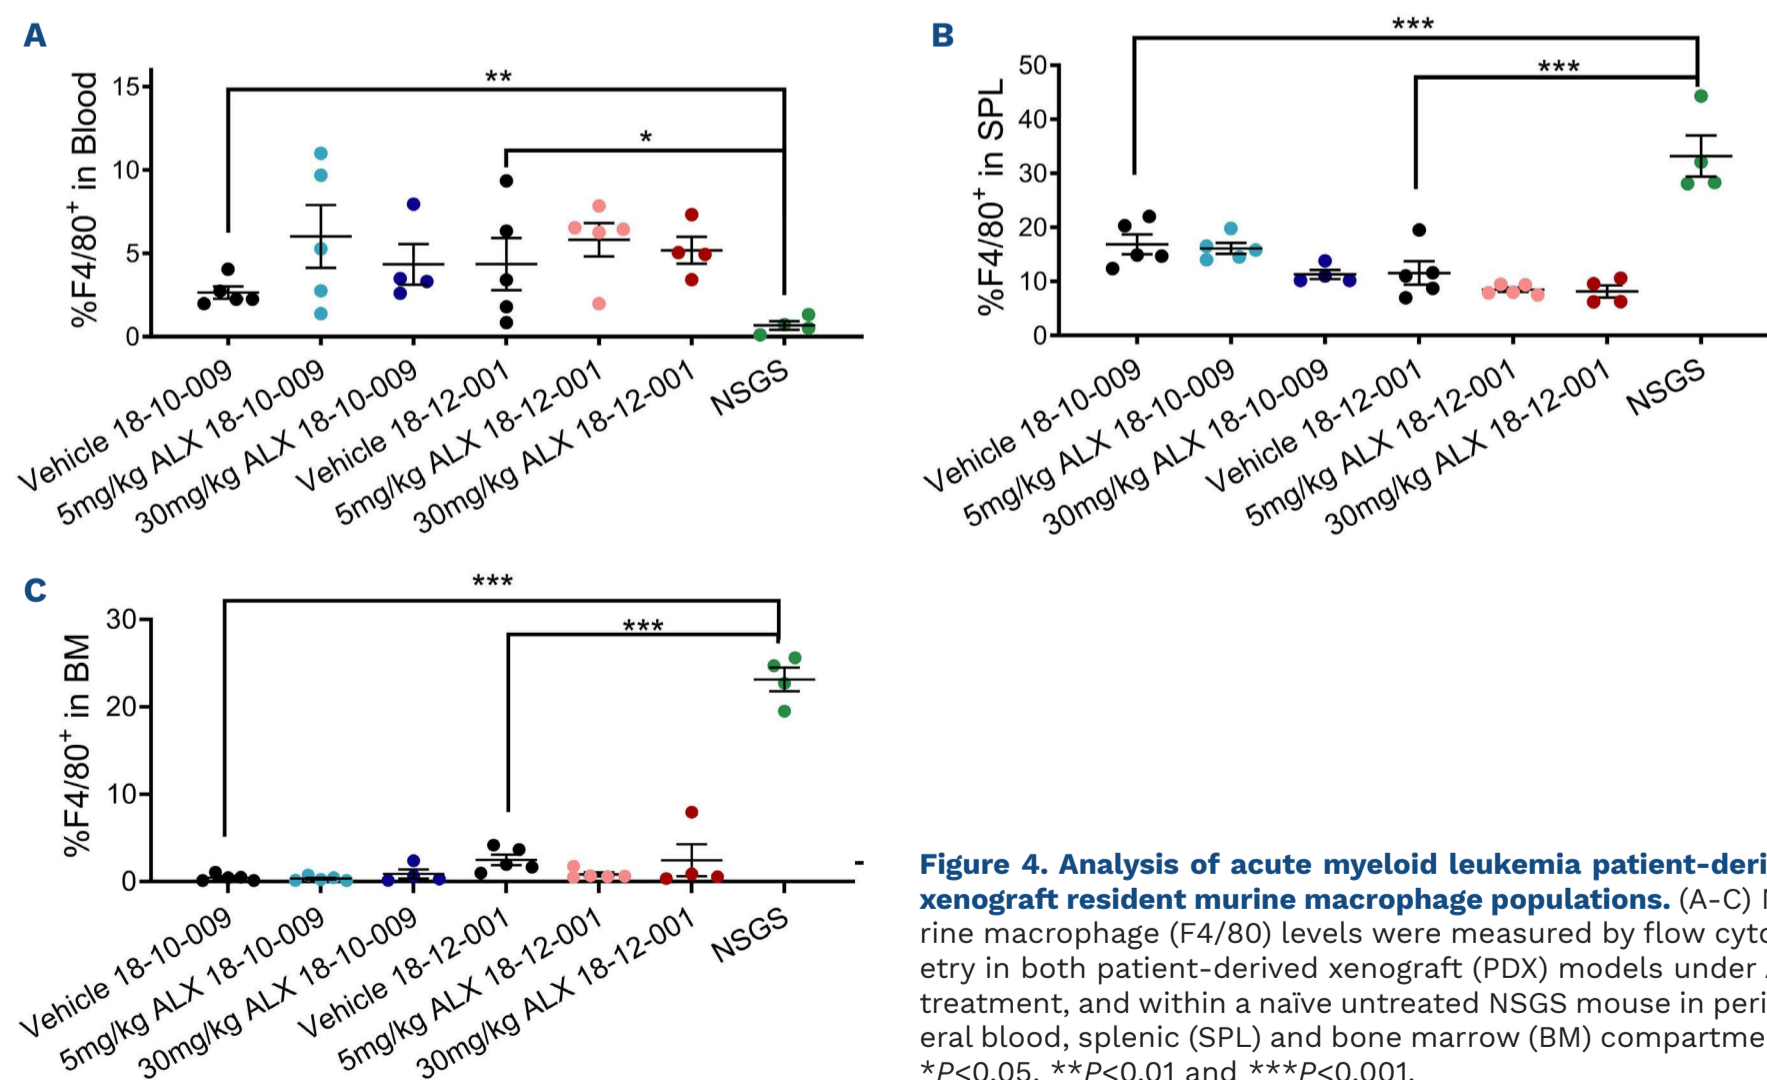 A
**
*
%F4/80+ in Blood
15
10
5
0
Vehicle 18-10-009
5mg/kg ALX 18-10-009
30mg/kg ALX 18-10-009
Vehicle 18-12-001
5mg/kg ALX 18-12-001
30mg/kg ALX 18-12-001
NSGS
B
***
***
%F4/80+ in SPL
50
40
30
20
10
0
Vehicle 18-10-009
5mg/kg ALX 18-10-009
30mg/kg ALX 18-10-009
Vehicle 18-12-001
5mg/kg ALX 18-12-001
30mg/kg ALX 18-12-001
NSGS
C
***
***
%F4/80+ in BM
30
20
10
0
Vehicle 18-10-009
5mg/kg ALX 18-10-009
30mg/kg ALX 18-10-009
Vehicle 18-12-001
5mg/kg ALX 18-12-001
30mg/kg ALX 18-12-001
NSGS
Figure 4. Analysis of acute myeloid leukemia patient-deri
xenograft resident murine macrophage populations. (A-C)
rine macrophage (F4/80) levels were measured by flow cyto
etry in both patient-derived xenograft (PDX) models under
treatment, and within a naïve untreated NSGS mouse in peri
eral blood, splenic (SPL) and bone marrow (BM) compartme
*P<0.05, **P<0.01 and ***P<0.001.